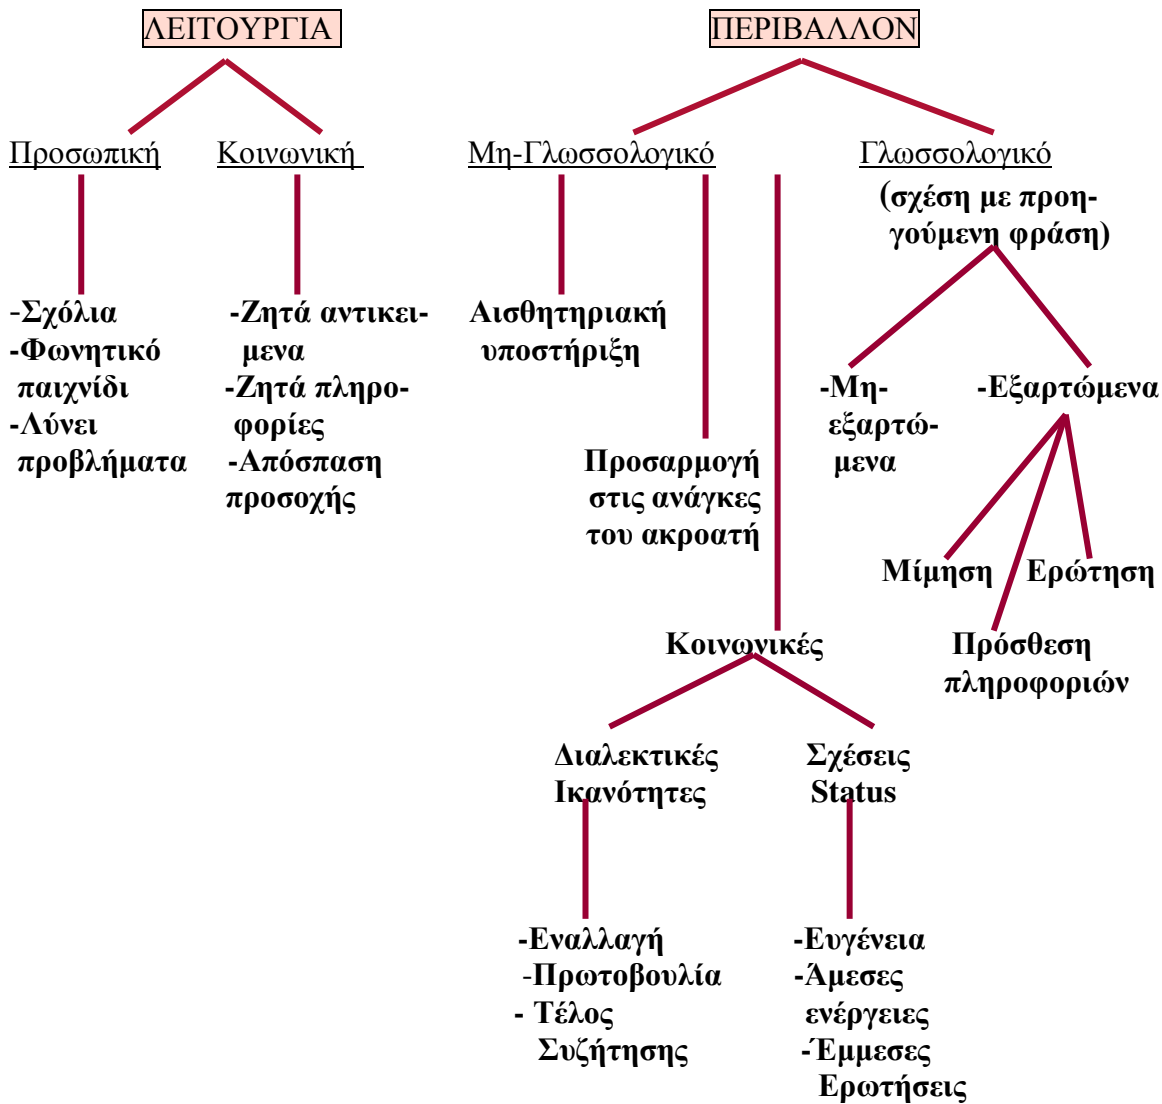 ΛΕΙΤΟΥΡΓΙΑ
ΠΕΡΙΒΑΛΛΟΝ
Προσωπική
Κοινωνική
Μη-Γλωσσολογικό
Γλωσσολογικό
(σχέση με προη-
γούμενη φράση)
-Σχόλια
-Φωνητικό
παιχνίδι
-Λύνει
προβλήματα
-Ζητά αντικει-
μενα
-Ζητά πληρο-
φορίες
-Απόσπαση
προσοχής
Αισθητηριακή
υποστήριξη
Προσαρμογή
στις ανάγκες
του ακροατή
-Μη-
εξαρτώ-
μενα
-Εξαρτώμενα
Μίμηση
Ερώτηση
Πρόσθεση
πληροφοριών
Κοινωνικές
Διαλεκτικές
Ικανότητες
Σχέσεις
Status
-Εναλλαγή
-Πρωτοβουλία
- Τέλος
Συζήτησης
-Ευγένεια
-Άμεσες
ενέργειες
-Έμμεσες
Ερωτήσεις